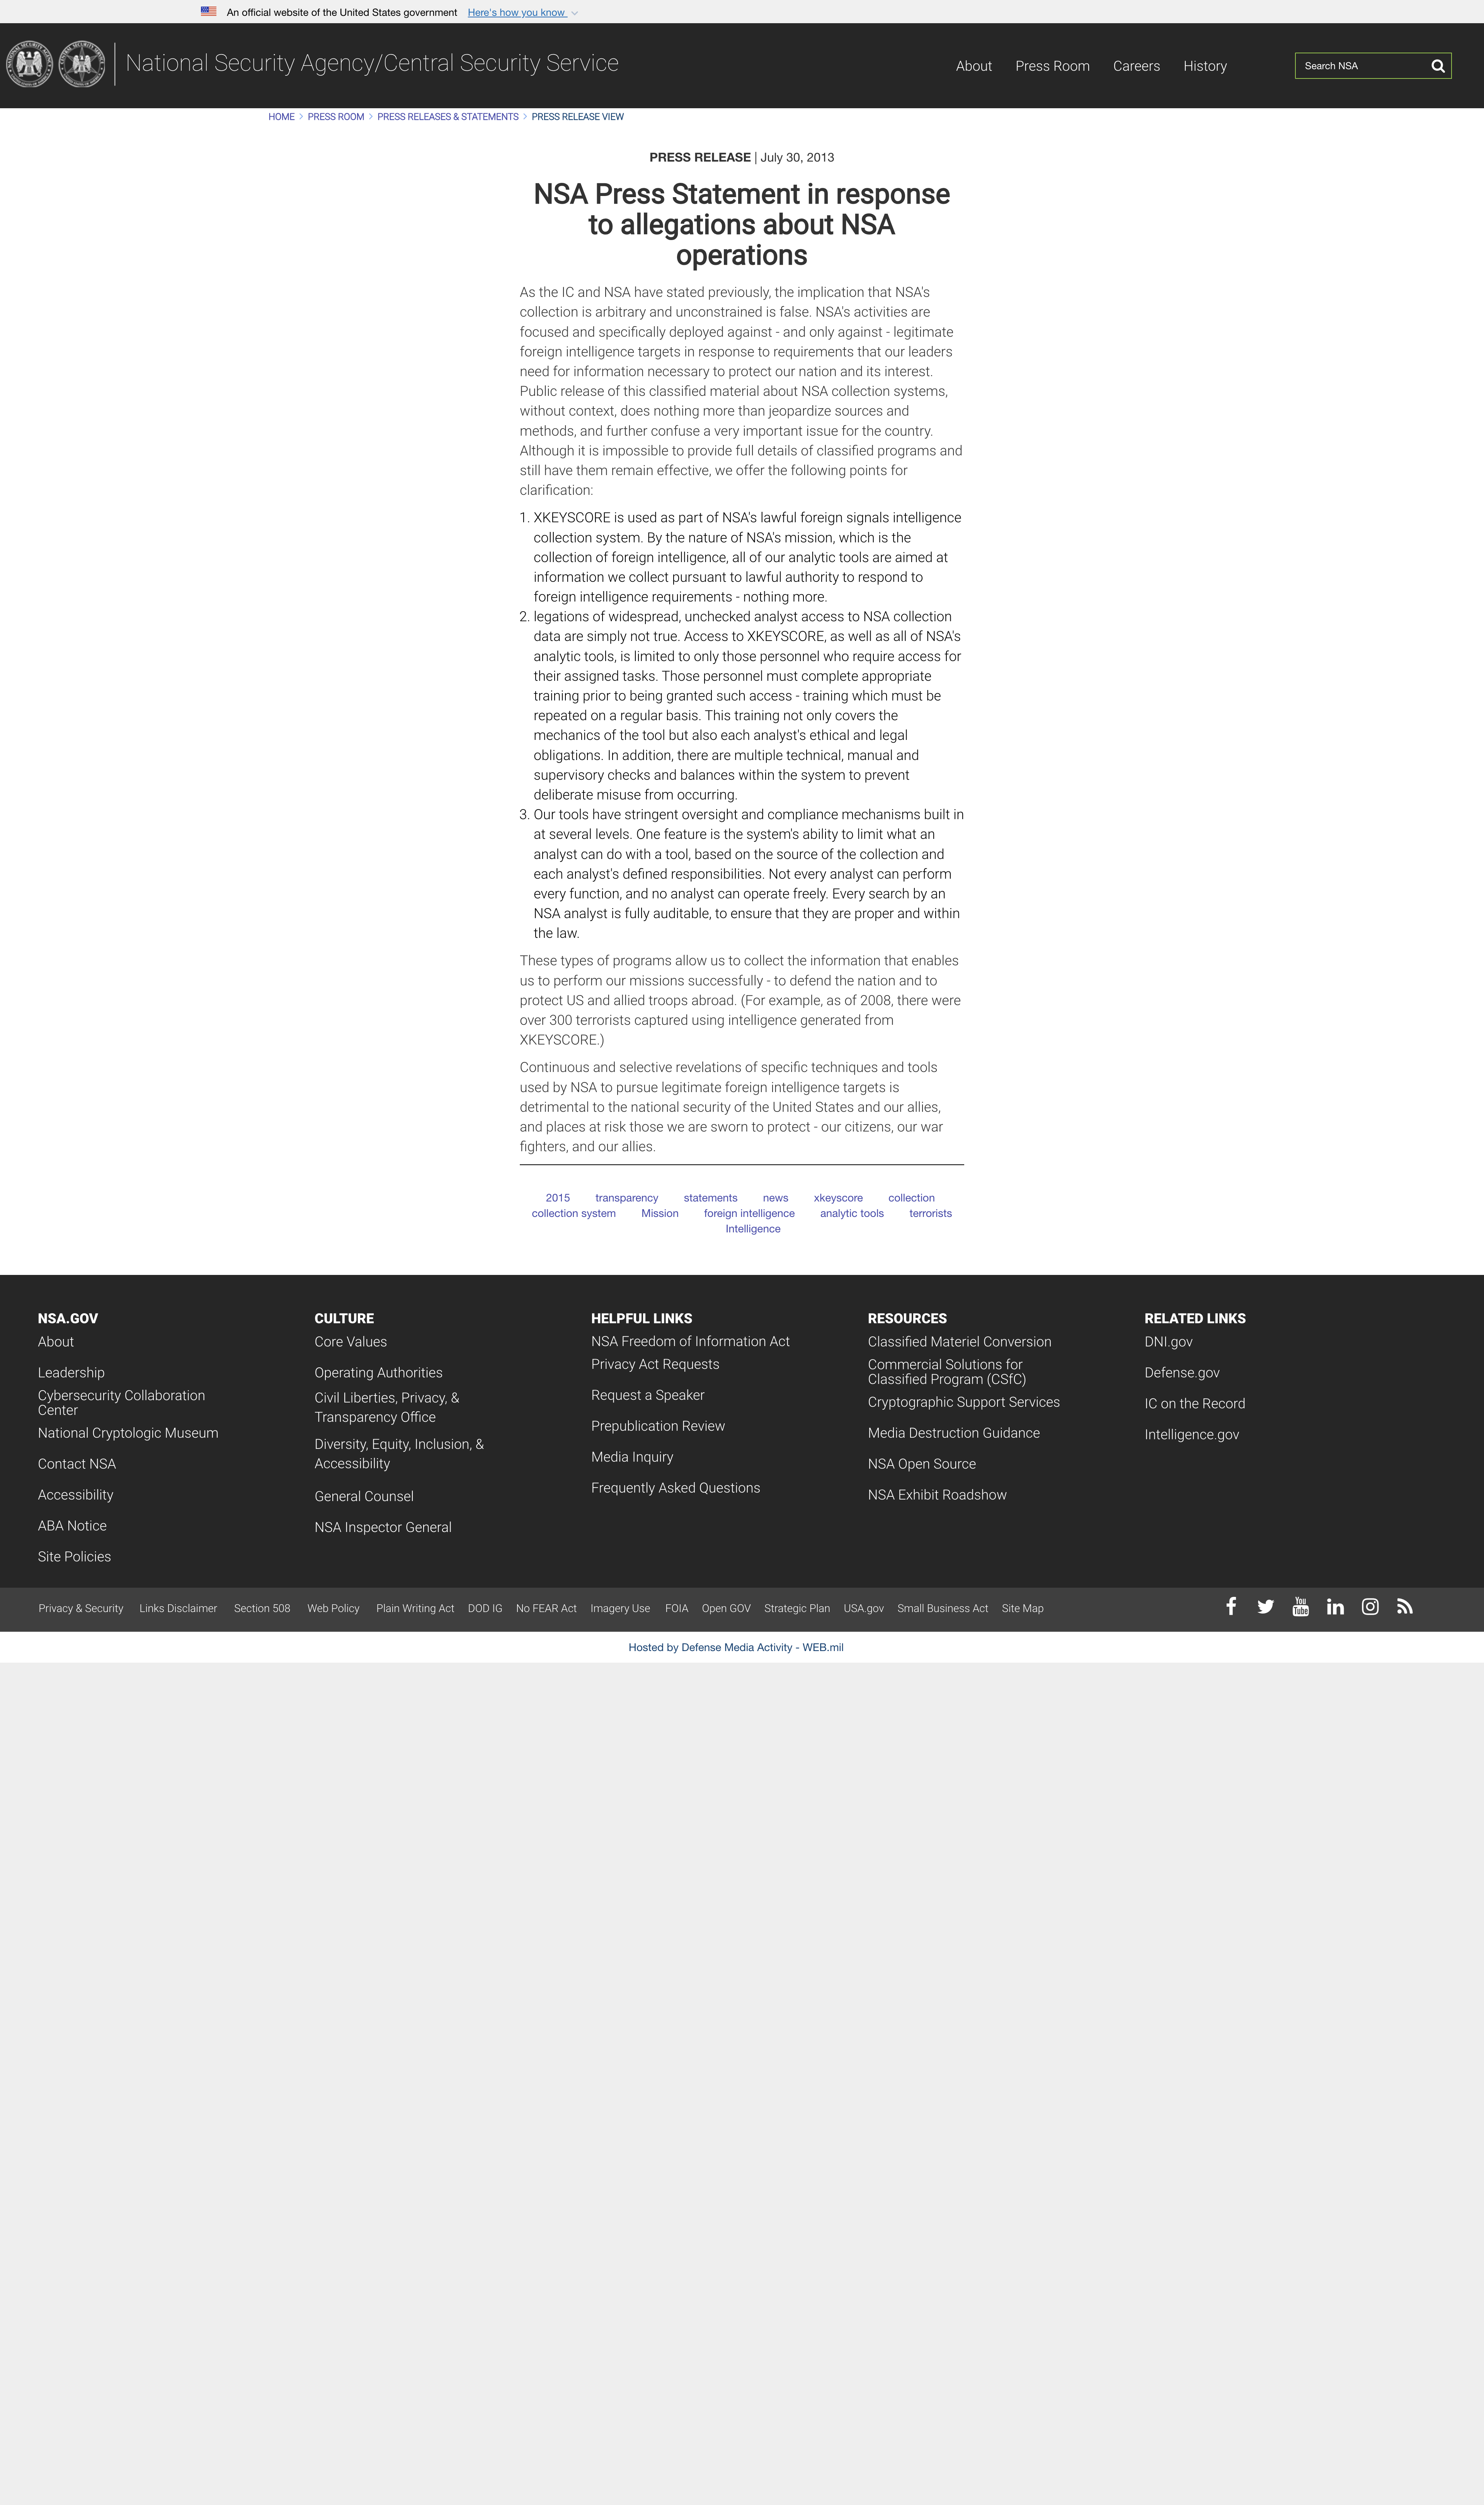 An official website of the United States government Here's how you know
National Security Agency/Central Security Service
About Press Room Careers History
Search NSA
HOME > PRESS ROOM > PRESS RELEASES & STATEMENTS > PRESS RELEASE VIEW
PRESS RELEASE | July 30, 2013
NSA Press Statement in response
to allegations about NSA
operations
As the IC and NSA have stated previously, the implication that NSA's
collection is arbitrary and unconstrained is false. NSA's activities are
focused and specifically deployed against - and only against - legitimate
foreign intelligence targets in response to requirements that our leaders
need for information necessary to protect our nation and its interest.
Public release of this classified material about NSA collection systems,
without context, does nothing more than jeopardize sources and
methods, and further confuse a very important issue for the country.
Although it is impossible to provide full details of classified programs and
still have them remain effective, we offer the following points for
clarification:
1. XKEYSCORE is used as part of NSA's lawful foreign signals intelligence
collection system. By the nature of NSA's mission, which is the
collection of foreign intelligence, all of our analytic tools are aimed at
information we collect pursuant to lawful authority to respond to
foreign intelligence requirements - nothing more.
2. legations of widespread, unchecked analyst access to NSA collection
data are simply not true. Access to XKEYSCORE, as well as all of NSA's
analytic tools, is limited to only those personnel who require access for
their assigned tasks. Those personnel must complete appropriate
training prior to being granted such access - training which must be
repeated on a regular basis. This training not only covers the
mechanics of the tool but also each analyst's ethical and legal
obligations. In addition, there are multiple technical, manual and
supervisory checks and balances within the system to prevent
deliberate misuse from occurring.
3. Our tools have stringent oversight and compliance mechanisms built in
at several levels. One feature is the system's ability to limit what an
analyst can do with a tool, based on the source of the collection and
each analyst's defined responsibilities. Not every analyst can perform
every function, and no analyst can operate freely. Every search by an
NSA analyst is fully auditable, to ensure that they are proper and within
the law.
These types of programs allow us to collect the information that enables
us to perform our missions successfully - to defend the nation and to
protect US and allied troops abroad. (For example, as of 2008, there were
over 300 terrorists captured using intelligence generated from
XKEYSCORE.)
Continuous and selective revelations of specific techniques and tools
used by NSA to pursue legitimate foreign intelligence targets is
detrimental to the national security of the United States and our allies,
and places at risk those we are sworn to protect - our citizens, our war
fighters, and our allies.
2015 transparency statements news xkeyscore collection
collection system Mission foreign intelligence analytic tools terrorists
Intelligence
NSA.GOV
About
Leadership
Cybersecurity Collaboration
Center
National Cryptologic Museum
Contact NSA
Accessibility
ABA Notice
Site Policies
CULTURE
Core Values
Operating Authorities
Civil Liberties, Privacy, &
Transparency Office
Diversity, Equity, Inclusion, &
Accessibility
General Counsel
NSA Inspector General
HELPFUL LINKS
NSA Freedom of Information Act
Privacy Act Requests
Request a Speaker
Prepublication Review
Media Inquiry
Frequently Asked Questions
RESOURCES
Classified Materiel Conversion
Commercial Solutions for
Classified Program (CSfC)
Cryptographic Support Services
Media Destruction Guidance
NSA Open Source
NSA Exhibit Roadshow
RELATED LINKS
DNI.gov
Defense.gov
IC on the Record
Intelligence.gov
Privacy & Security Links Disclaimer Section 508 Web Policy Plain Writing Act DOD IG No FEAR Act Imagery Use FOIA Open GOV Strategic Plan USA.gov Small Business Act Site Map
You Tube
Hosted by Defense Media Activity - WEB.mil